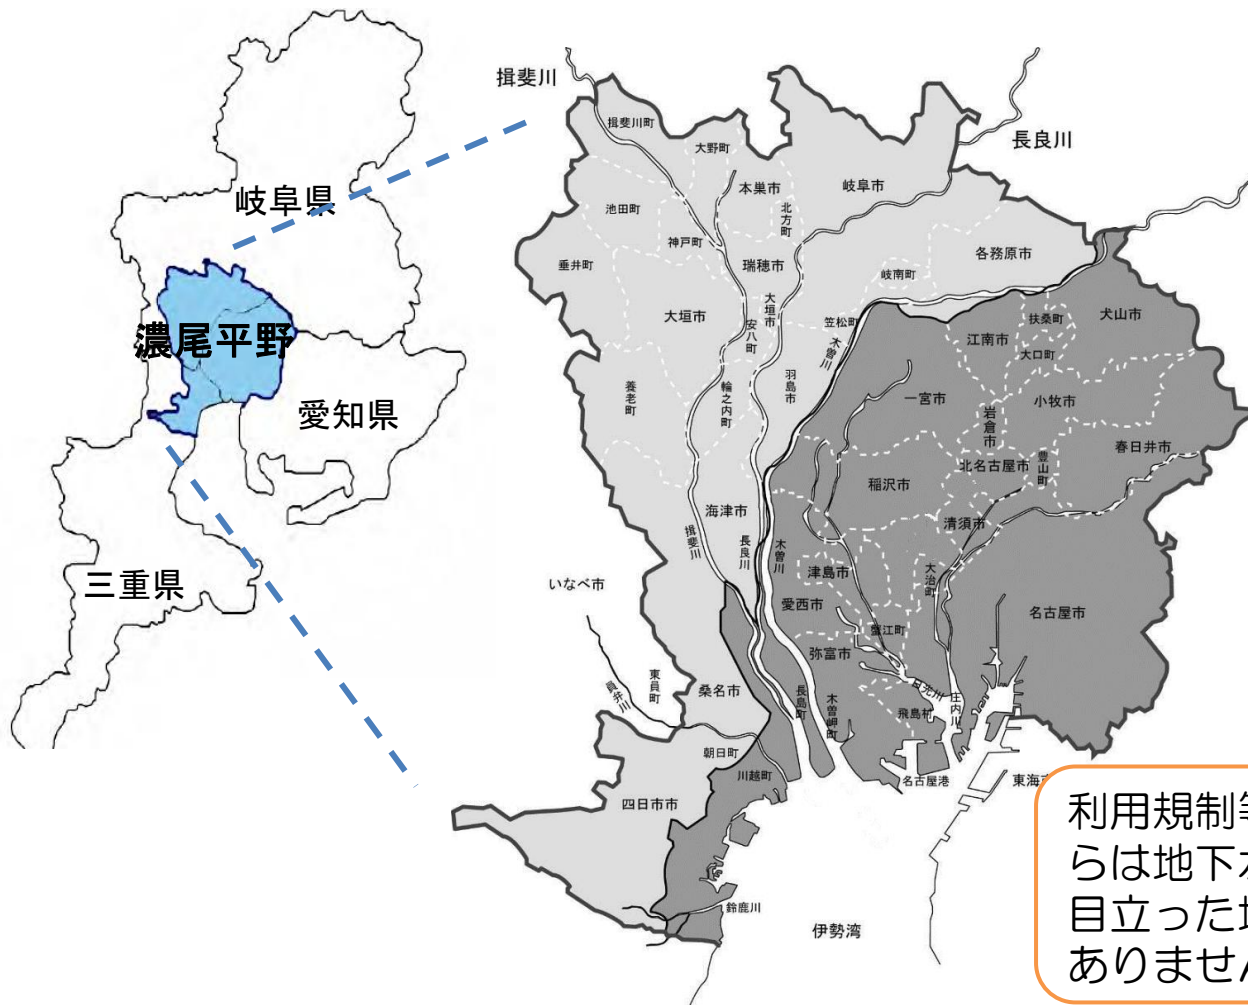 岐阜県
濃尾平野
愛知県
三重県
揖斐川
長良川
揖斐川町
大野町
本巣市
岐阜市
池田町
北方町
神戸町
垂井町
瑞穂市
岐南町
各務原市
大垣市
大垣市
安八町
笠松町
木曽川
扶桑町
犬山市
江南市
大口町
養老町
輪之内町
羽島市
一宮市
岩倉市
小牧市
春日井市
北名古屋市
豊山町
稲沢市
海津市
清須市
揖斐川
長良川
木曽川
津島市
大治町
いなべ市
愛西市
名古屋市
蟹江町
弥富市
東員町
員弁川
桑名市
長島町
木曽岬町
日光川
庄内川
飛島村
朝日町
川越町
名古屋港
東海市
四日市市
鈴鹿川
伊勢湾
利用規制等
らは地下水
目立った地
ありません